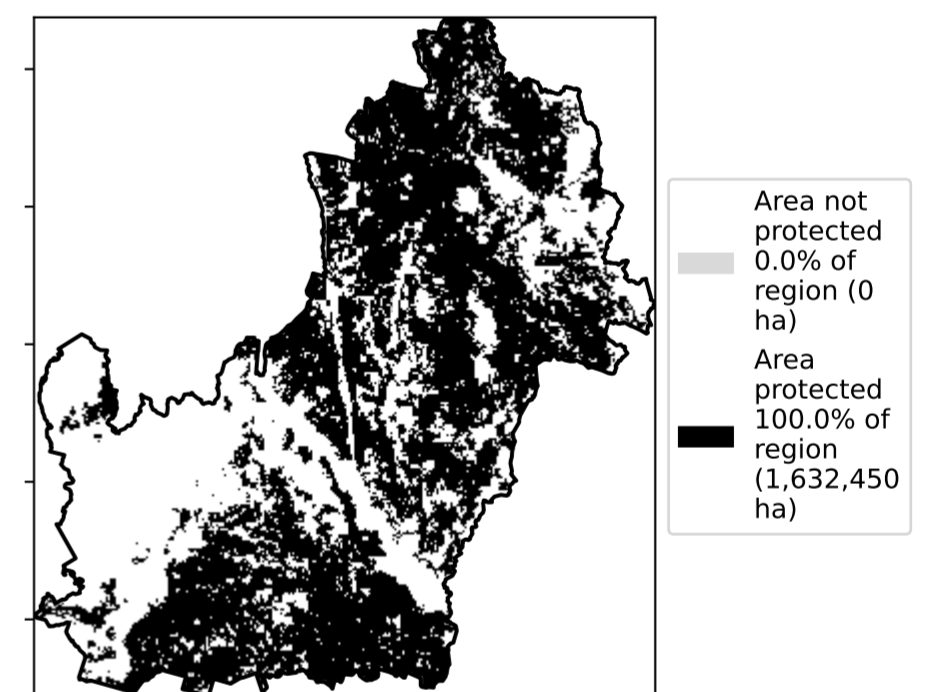 Area not
protected
0.0% of
region (0
ha)
Area
protected
100.0% of
region
(1,632,450
ha)